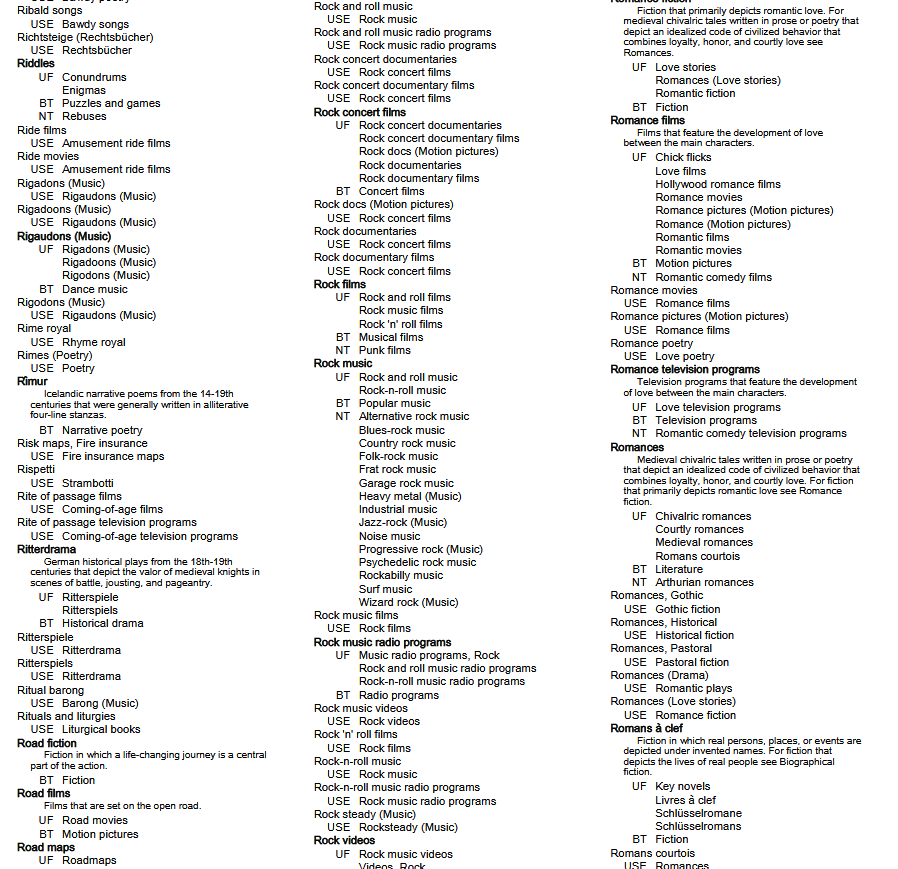 USE Bawdy poetry
Ribald songs
USE Bawdy songs
Richtsteige (Rechtsbücher)
USE Rechtsbücher
Riddles
UF Conundrums
Enigmas
BT Puzzles and games
NT Rebuses
Ride films
USE Amusement ride films
Ride movies
USE Amusement ride films
Rigadons (Music)
USE Rigaudons (Music)
Rigadoons (Music)
USE Rigaudons (Music)
Rigaudons (Music)
UF Rigadons (Music)
Rigadoons (Music)
Rigodons (Music)
BT Dance music
Rigodons (Music)
USE Rigaudons (Music)
Rime royal
USE Rhyme royal
Rimes (Poetry)
USE Poetry
Rímur
Icelandic narrative poems from the 14-19th
centuries that were generally written in alliterative
four-line stanzas.
BT Narrative poetry
Risk maps, Fire insurance
USE Fire insurance maps
Rispetti
USE Strambotti
Rite of passage films
USE Coming-of-age films
Rite of passage television programs
USE Coming-of-age television programs
Ritterdrama
German historical plays from the 18th-19th
centuries that depict the valor of medieval knights in
scenes of battle, jousting, and pageantry.
UF Ritterspiele
Ritterspiels
BT Historical drama
Ritterspiele
USE Ritterdrama
Ritterspiels
USE Ritterdrama
Ritual barong
USE Barong (Music)
Rituals and liturgies
USE Liturgical books
Road fiction
Fiction in which a life-changing journey is a central
part of the action.
BT Fiction
Road films
Films that are set on the open road.
UF Road movies
BT Motion pictures
Road maps
UF Roadmaps
Rock and roll music
USE Rock music
Rock and roll music radio programs
USE Rock music radio programs
Rock concert documentaries
USE Rock concert films
Rock concert documentary films
USE Rock concert films
Rock concert films
UF Rock concert documentaries
Rock concert documentary films
Rock docs (Motion pictures)
Rock documentaries
Rock documentary films
BT Concert films
Rock docs (Motion pictures)
USE Rock concert films
Rock documentaries
USE Rock concert films
Rock documentary films
USE Rock concert films
Rock films
UF Rock and roll films
Rock music films
Rock 'n' roll films
BT Musical films
NT Punk films
Rock music
UF Rock and roll music
Rock-n-roll music
BT Popular music
NT Alternative rock music
Blues-rock music
Country rock music
Folk-rock music
Frat rock music
Garage rock music
Heavy metal (Music)
Industrial music
Jazz-rock (Music)
Noise music
Progressive rock (Music)
Psychedelic rock music
Rockabilly music
Surf music
Wizard rock (Music)
Rock music films
USE Rock films
Rock music radio programs
UF Music radio programs, Rock
Rock and roll music radio programs
Rock-n-roll music radio programs
BT Radio programs
Rock music videos
USE Rock videos
Rock 'n' roll films
USE Rock films
Rock-n-roll music
USE Rock music
Rock-n-roll music radio programs
USE Rock music radio programs
Rock steady (Music)
USE Rocksteady (Music)
Rock videos
UF Rock music videos
Videos, Rock
Romance fiction
Fiction that primarily depicts romantic love. For
medieval chivalric tales written in prose or poetry that
depict an idealized code of civilized behavior that
combines loyalty, honor, and courtly love see
Romances.
UF Love stories
Romances (Love stories)
Romantic fiction
BT Fiction
Romance films
Films that feature the development of love
between the main characters.
UF Chick flicks
Love films
Hollywood romance films
Romance movies
Romance pictures (Motion pictures)
Romance (Motion pictures)
Romantic films
Romantic movies
BT Motion pictures
NT Romantic comedy films
Romance movies
USE Romance films
Romance pictures (Motion pictures)
USE Romance films
Romance poetry
USE Love poetry
Romance television programs
Television programs that feature the development
of love between the main characters.
UF Love television programs
BT Television programs
NT Romantic comedy television programs
Romances
Medieval chivalric tales written in prose or poetry
that depict an idealized code of civilized behavior that
combines loyalty, honor, and courtly love. For fiction
that primarily depicts romantic love see Romance
fiction.
UF Chivalric romances
Courtly romances
Medieval romances
Romans courtois
BT Literature
NT Arthurian romances
Romances, Gothic
USE Gothic fiction
Romances, Historical
USE Historical fiction
Romances, Pastoral
USE Pastoral fiction
Romances (Drama)
USE Romantic plays
Romances (Love stories)
USE Romance fiction
Romans à clef
Fiction in which real persons, places, or events are
depicted under invented names. For fiction that
depicts the lives of real people see Biographical
fiction.
UF Key novels
Livres à clef
Schlüsselromane
Schlüsselromans
BT Fiction
Romans courtois
USE Romances